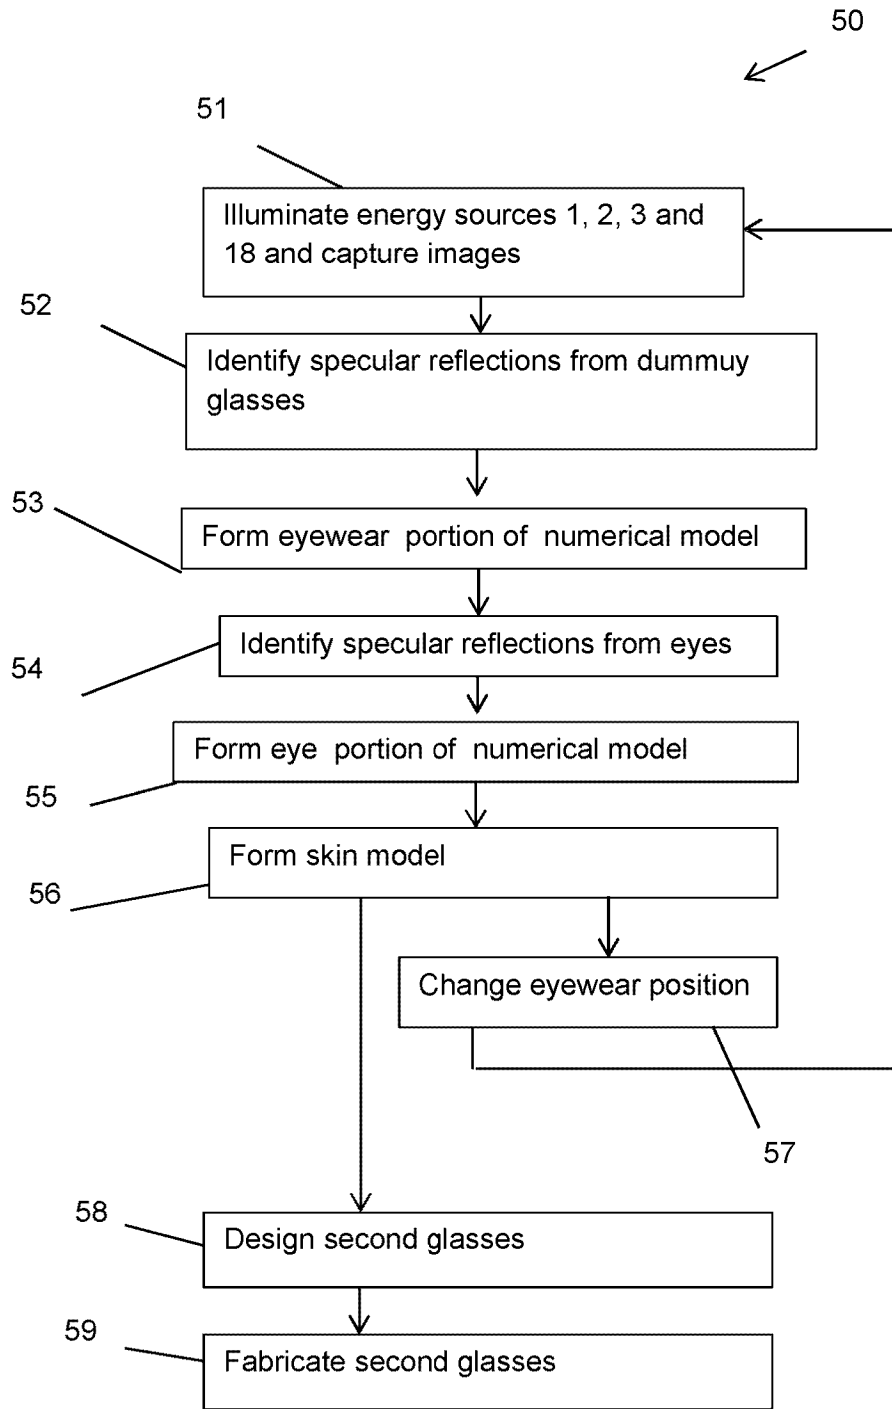 50
51
Illuminate energy sources 1, 2, 3 and
18 and capture images
52
Identify specular reflections from dummuy
glasses
53
Form eyewear portion of numerical model
54
Identify specular reflections from eyes
55
Form eye portion of numerical model
56
Form skin model
Change eyewear position
57
58
Design second glasses
59
Fabricate second glasses